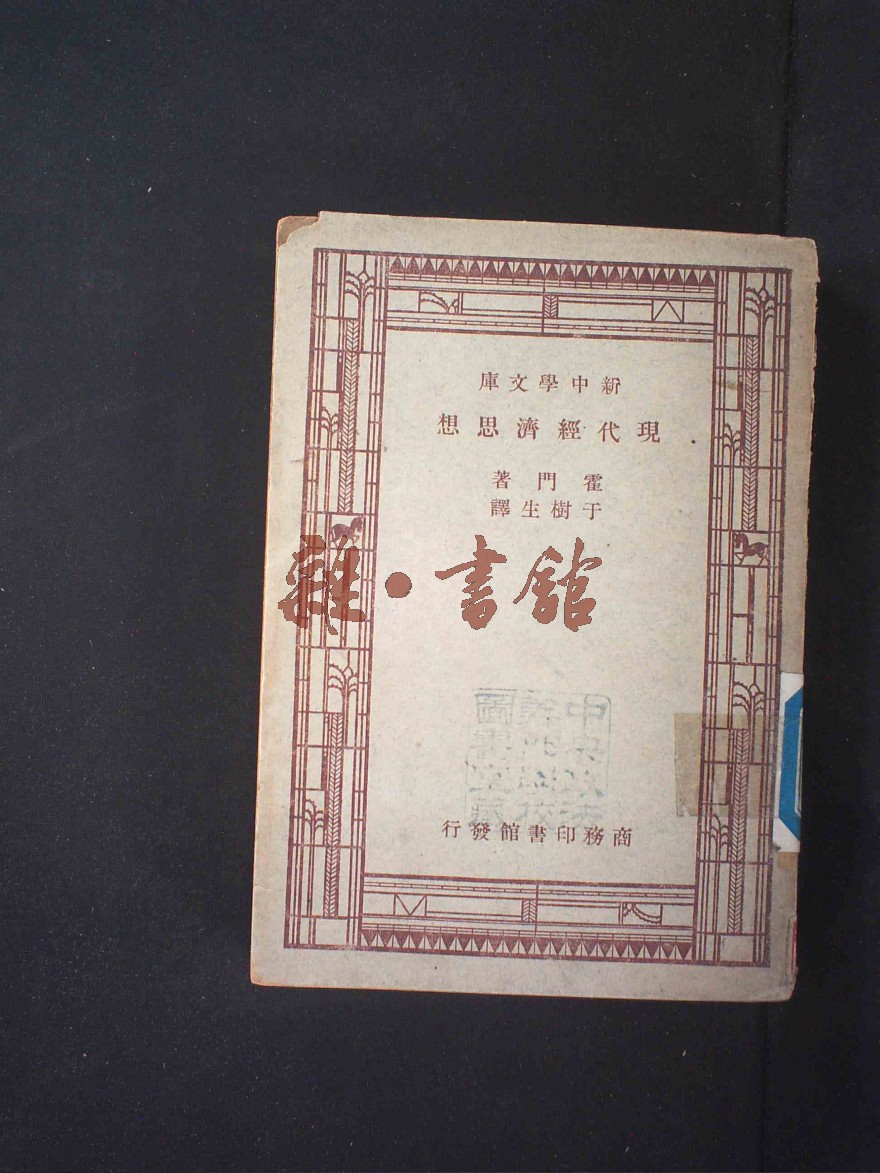 新中學文庫
現代經濟思想
霍門著
于樹生譯
雜·書館
商務印書館發行